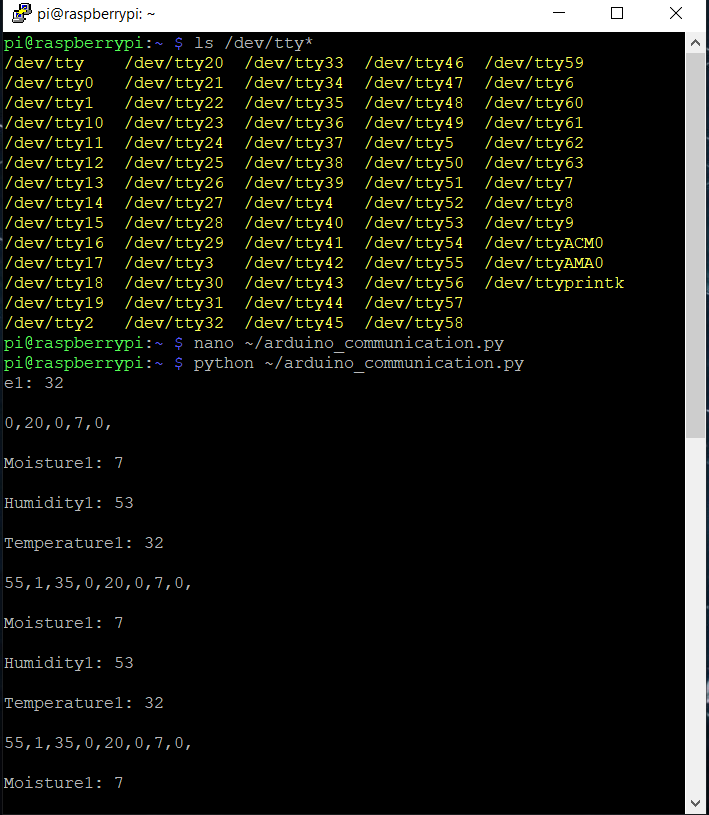 pi@raspberrypi: ~
pi@raspberrypi:~ $ ls /dev/tty*
/dev/tty /dev/tty20 /dev/tty33 /dev/tty46 /dev/tty59
/dev/tty0 /dev/tty21 /dev/tty34 /dev/tty47 /dev/tty6
/dev/tty1 /dev/tty22 /dev/tty35 /dev/tty48 /dev/tty60
/dev/tty10 /dev/tty23 /dev/tty36 /dev/tty49 /dev/tty61
/dev/tty11 /dev/tty24 /dev/tty37 /dev/tty5 /dev/tty62
/dev/tty12 /dev/tty25 /dev/tty38 /dev/tty50 /dev/tty63
/dev/tty13 /dev/tty26 /dev/tty39 /dev/tty51 /dev/tty7
/dev/tty14 /dev/tty27 /dev/tty4 /dev/tty52 /dev/tty8
/dev/tty15 /dev/tty28 /dev/tty40 /dev/tty53 /dev/tty9
/dev/tty16 /dev/tty29 /dev/tty41 /dev/tty54 /dev/ttyACM0
/dev/tty17 /dev/tty3 /dev/tty42 /dev/tty55 /dev/ttyAMA0
/dev/tty18 /dev/tty30 /dev/tty43 /dev/tty56 /dev/ttyprintk
/dev/tty19 /dev/tty31 /dev/tty44 /dev/tty57
/dev/tty2 /dev/tty32 /dev/tty45 /dev/tty58
pi@raspberrypi:~ $ nano ~/arduino_communication.py
pi@raspberrypi:~ $ python ~/arduino_communication.py
e1: 32
0,20,0,7,0,
Moisture1: 7
Humidity1: 53
Temperature1: 32
55,1,35,0,20,0,7,0,
Moisture1: 7
Humidity1: 53
Temperature1: 32
55,1,35,0,20,0,7,0,
Moisture1: 7